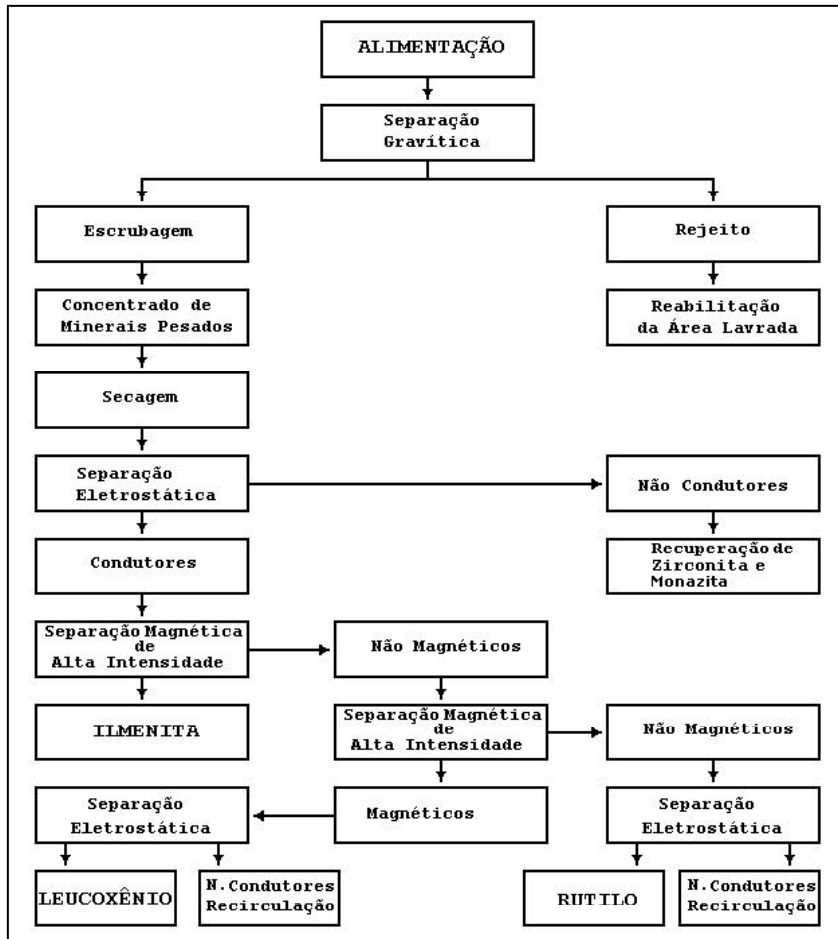 ALIMENTAÇÃO
Separação
Gravítica
Escrubagem
Rejeito
Concentrado de
Minerais Pesados
Reabilitação
da Área Lavrada
Secagem
Separação
Eletrostática
Não Condutores
Condutores
Recuperação de
Zirconita e
Monazita
Separação Magnética
de
Alta Intensidade
Não Magnéticos
ILMENITA
Separação Magnética
de
Alta Intensidade
Não Magnéticos
Separação
Eletrostática
Magnéticos
Separação
Eletrostática
LEUCOXÊNIO
N.Condutores
Recirculação
RUTILO
N.Condutores
Recirculação